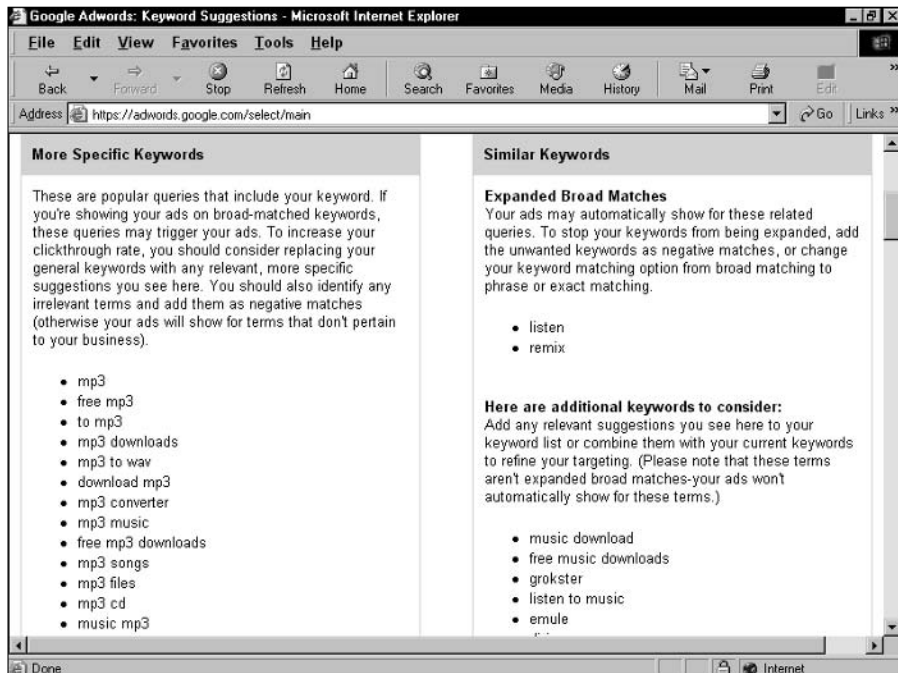 Google Adwords: Keyword Suggestions - Microsoft Internet Explorer
File Edit View Favorites Tools Help
Back Forward Stop Refresh Home Search Favorites Media History Mail Print Edit
Address https://adwords.google.com/select/main Go Links
More Specific Keywords
These are popular queries that include your keyword. If
you're showing your ads on broad-matched keywords,
these queries may trigger your ads. To increase your
clickthrough rate, you should consider replacing your
general keywords with any relevant, more specific
suggestions you see here. You should also identify any
irrelevant terms and add them as negative matches
(otherwise your ads will show for terms that don't pertain
to your business).
• mp3
• free mp3
• to mp3
• mp3 downloads
• mp3 to wav
• download mp3
• mp3 converter
• mp3 music
• free mp3 downloads
• mp3 songs
• mp3 files
• mp3 cd
• music mp3
Similar Keywords
Expanded Broad Matches
Your ads may automatically show for these related
queries. To stop your keywords from being expanded, add
the unwanted keywords as negative matches, or change
your keyword matching option from broad matching to
phrase or exact matching.
• listen
• remix
Here are additional keywords to consider:
Add any relevant suggestions you see here to your
keyword list or combine them with your current keywords
to refine your targeting. (Please note that these terms
aren't expanded broad matches-your ads won't
automatically show for these terms.)
• music download
• free music downloads
• grokster
• listen to music
• emule
Done Internet